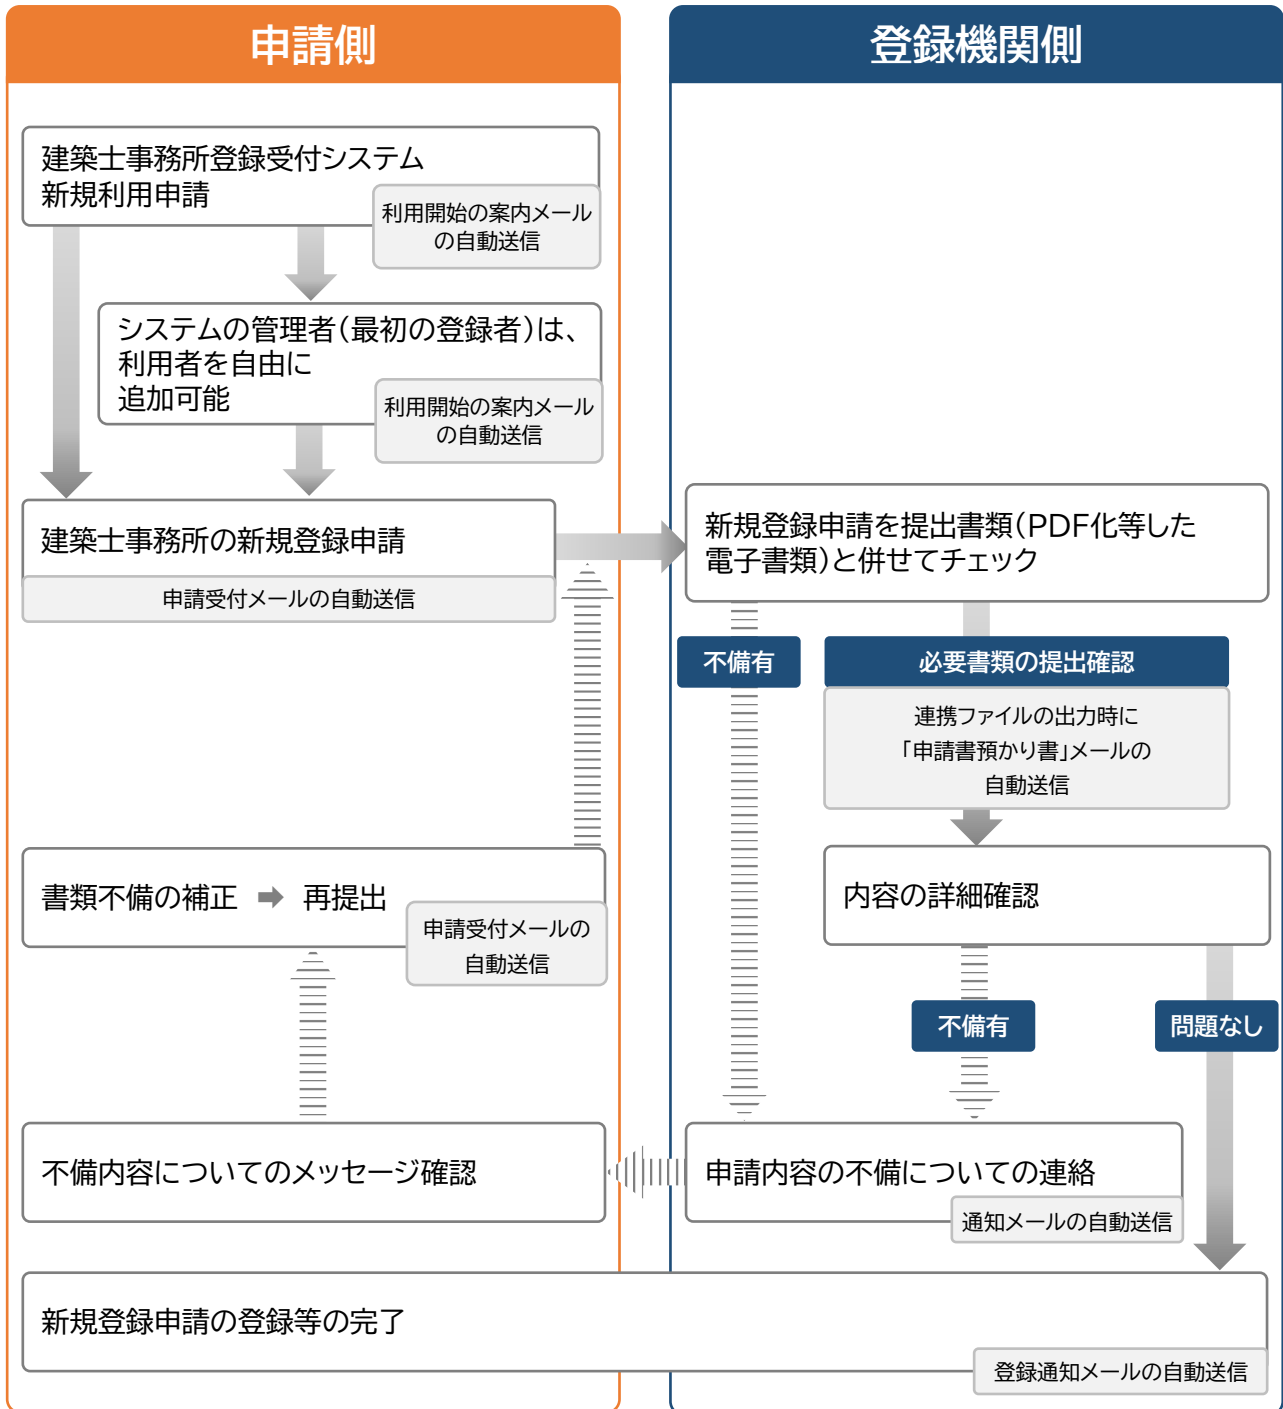 申請側
登録機関側
建築士事務所登録受付システム
新規利用申請
利用開始の案内メール
の自動送信
システムの管理者(最初の登録者)は、
利用者を自由に
追加可能
利用開始の案内メール
の自動送信
建築士事務所の新規登録申請
申請受付メールの自動送信
新規登録申請を提出書類(PDF化等した
電子書類)と併せてチェック
不備有
必要書類の提出確認
連携ファイルの出力時に
「申請書預かり書」メールの
自動送信
書類不備の補正 ➡ 再提出
申請受付メールの
自動送信
内容の詳細確認
不備有
問題なし
不備内容についてのメッセージ確認
申請内容の不備についての連絡
通知メールの自動送信
新規登録申請の登録等の完了
登録通知メールの自動送信